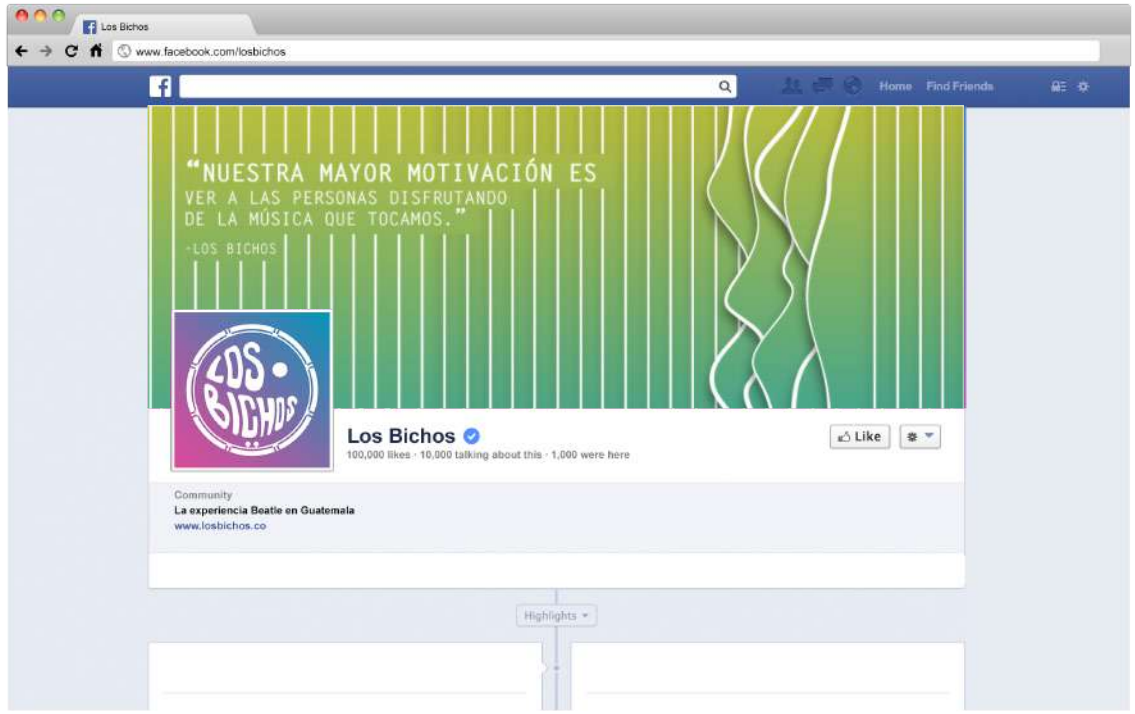 Los Bichos
www.facebook.com/losbichos
f
Home Find Friends
“NUESTRA MAYOR MOTIVACIÓN ES
VER A LAS PERSONAS DISFRUTANDO
DE LA MÚSICA QUE TOCAMOS.”
-LOS BICHOS
LOS
BICHOS
Los Bichos
Like
100,000 likes · 10,000 talking about this · 1,000 were here
Community
La experiencia Beatle en Guatemala
www.losbichos.co
Highlights